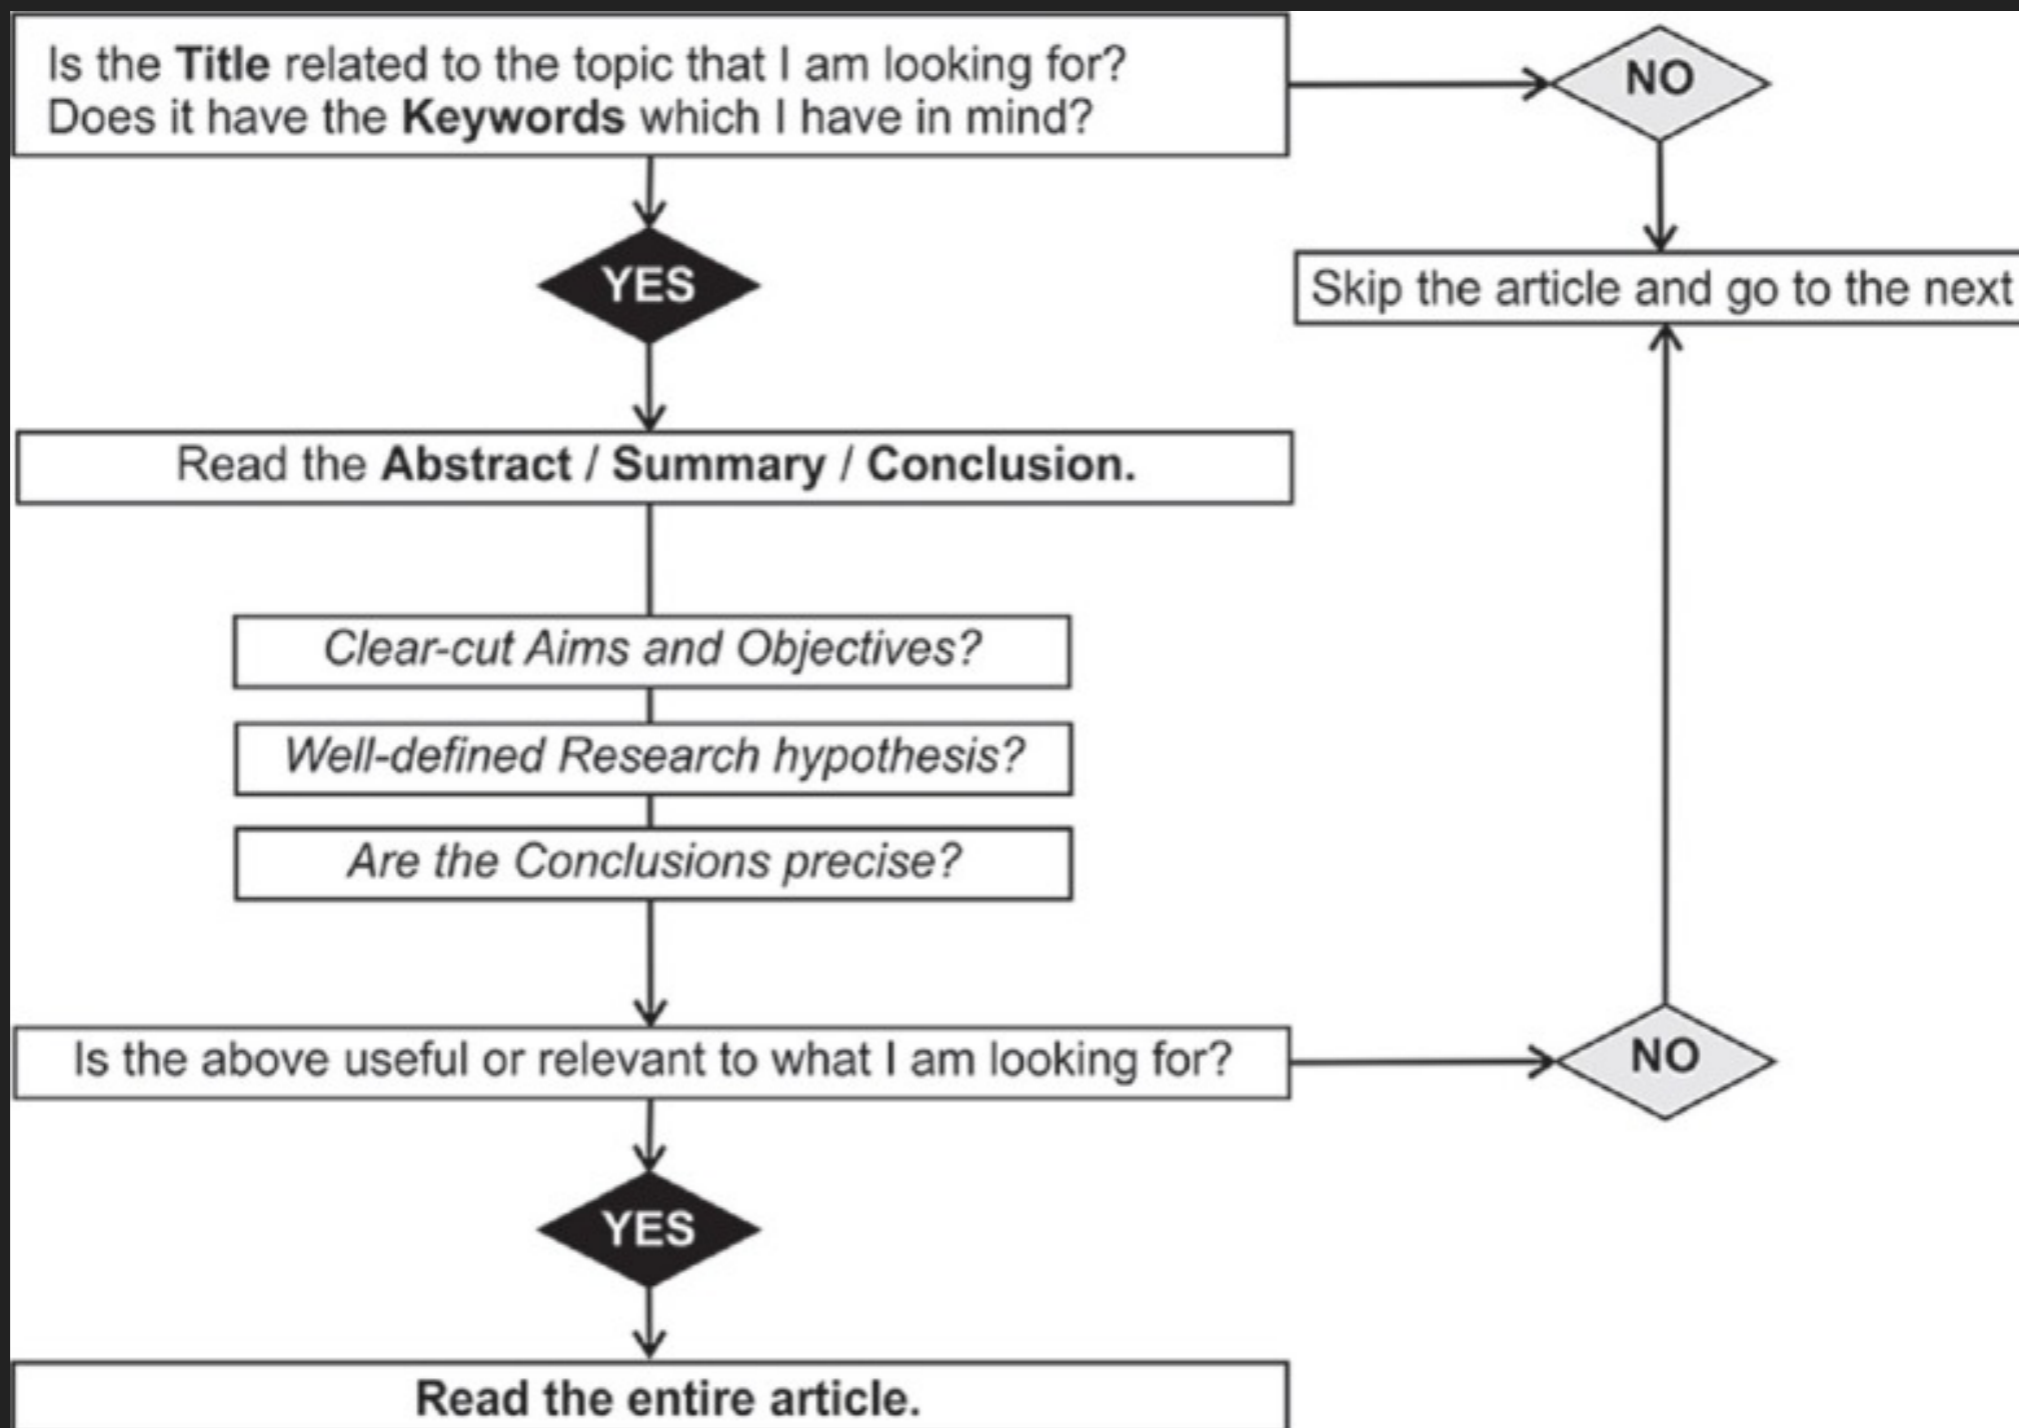 Is the Title related to the topic that I am looking for?
Does it have the Keywords which I have in mind?
NO
YES
Skip the article and go to the next
Read the Abstract / Summary / Conclusion.
Clear-cut Aims and Objectives?
Well-defined Research hypothesis?
Are the Conclusions precise?
Is the above useful or relevant to what I am looking for?
NO
YES
Read the entire article.